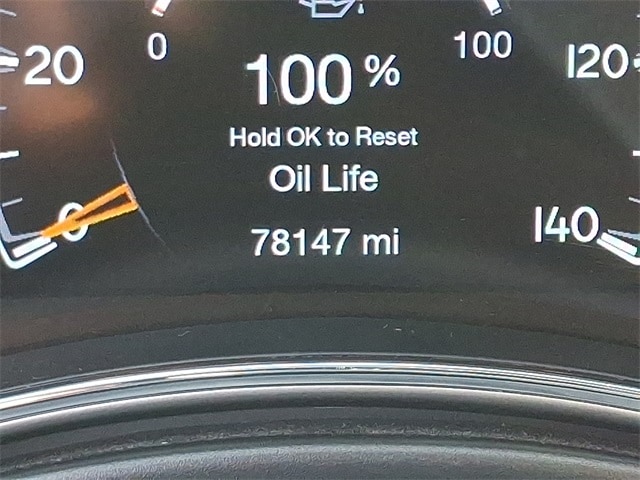 0 100
20 100% 120
Hold OK to Reset
Oil Life
0 78147 mi 140